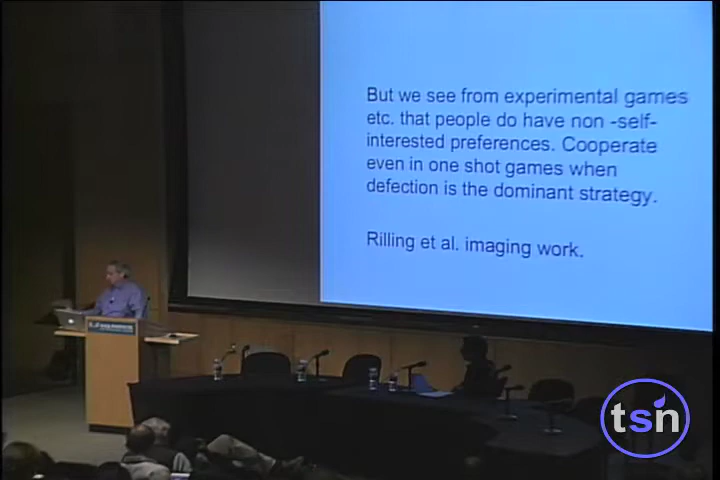 But we see from experimental games
etc. that people do have non -self-
interested preferences. Cooperate
even in one shot games when
defection is the dominant strategy.
Rilling et al. imaging work.
tsn